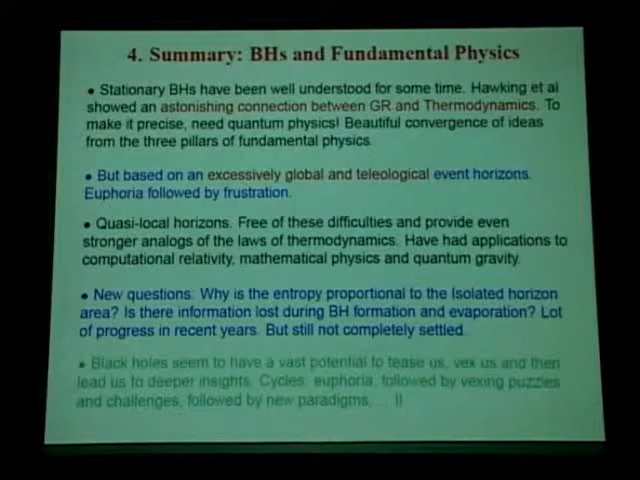 4. Summary: BHs and Fundamental Physics
• Stationary BHs have been well understood for some time. Hawking et al
showed an astonishing connection between GR and Thermodynamics. To
make it precise, need quantum physics! Beautiful convergence of ideas
from the three pillars of fundamental physics.
• But based on an excessively global and teleological event horizons.
Euphoria followed by frustration.
• Quasi-local horizons. Free of these difficulties and provide even
stronger analogs of the laws of thermodynamics. Have had applications to
computational relativity, mathematical physics and quantum gravity.
• New questions: Why is the entropy proportional to the Isolated horizon
area? Is there information lost during BH formation and evaporation? Lot
of progress in recent years. But still not completely settled.
• Black holes seem to have a vast potential to tease us, vex us and then
lead us to deeper insights. Cycles: euphoria, followed by vexing puzzles
and challenges, followed by new paradigms, ... !!